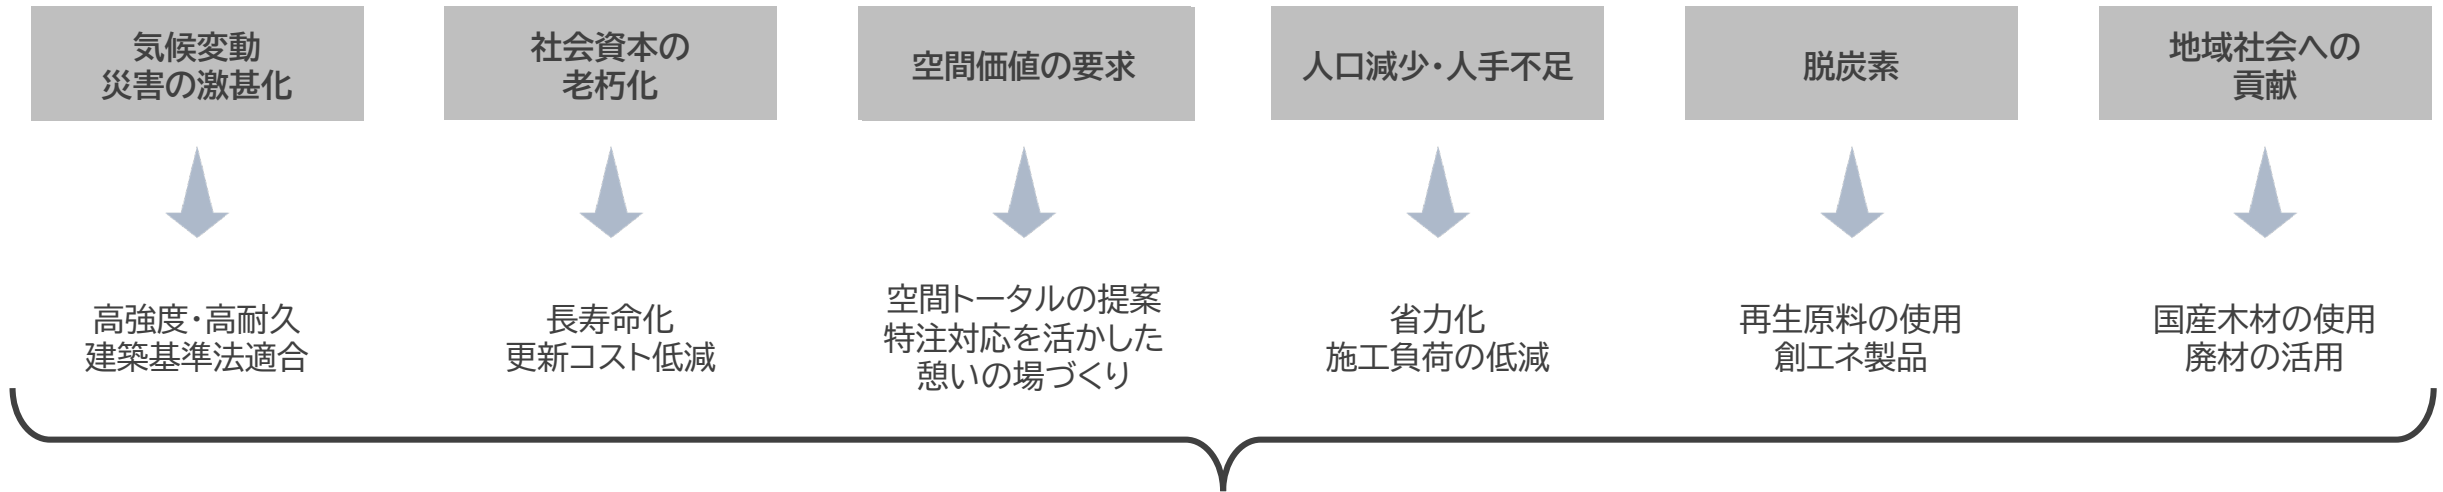 気候変動
災害の激甚化
社会資本の
老朽化
空間価値の要求
人口減少・人手不足
脱炭素
地域社会への
貢献
高強度・高耐久
建築基準法適合
長寿命化
更新コスト低減
空間トータルの提案
特注対応を活かした
憩いの場づくり
省力化
施工負荷の低減
再生原料の使用
創エネ製品
国産木材の使用
廃材の活用